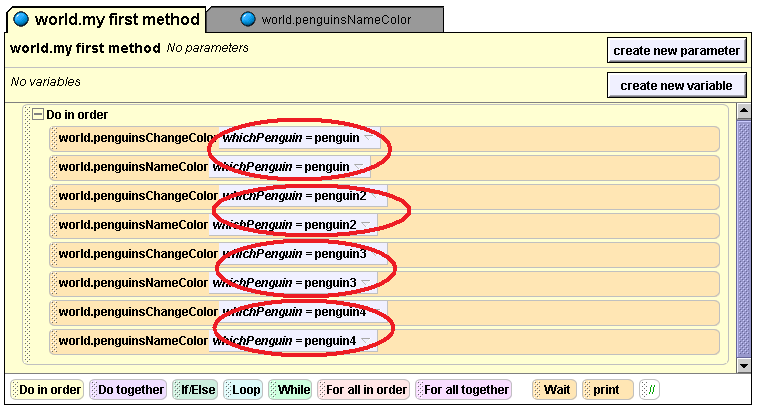 world.my first method world.penguinsNameColor
world.my first method No parameters create new parameter
No variables create new variable
Do in order
world.penguinsChangeColor whichPenguin = penguin
world.penguinsNameColor whichPenguin = penguin
world.penguinsChangeColor whichPenguin = penguin2
world.penguinsNameColor whichPenguin = penguin2
world.penguinsChangeColor whichPenguin = penguin3
world.penguinsNameColor whichPenguin = penguin3
world.penguinsChangeColor whichPenguin = penguin4
world.penguinsNameColor whichPenguin = penguin4
Do in order Do together If/Else Loop While For all in order For all together Wait print //